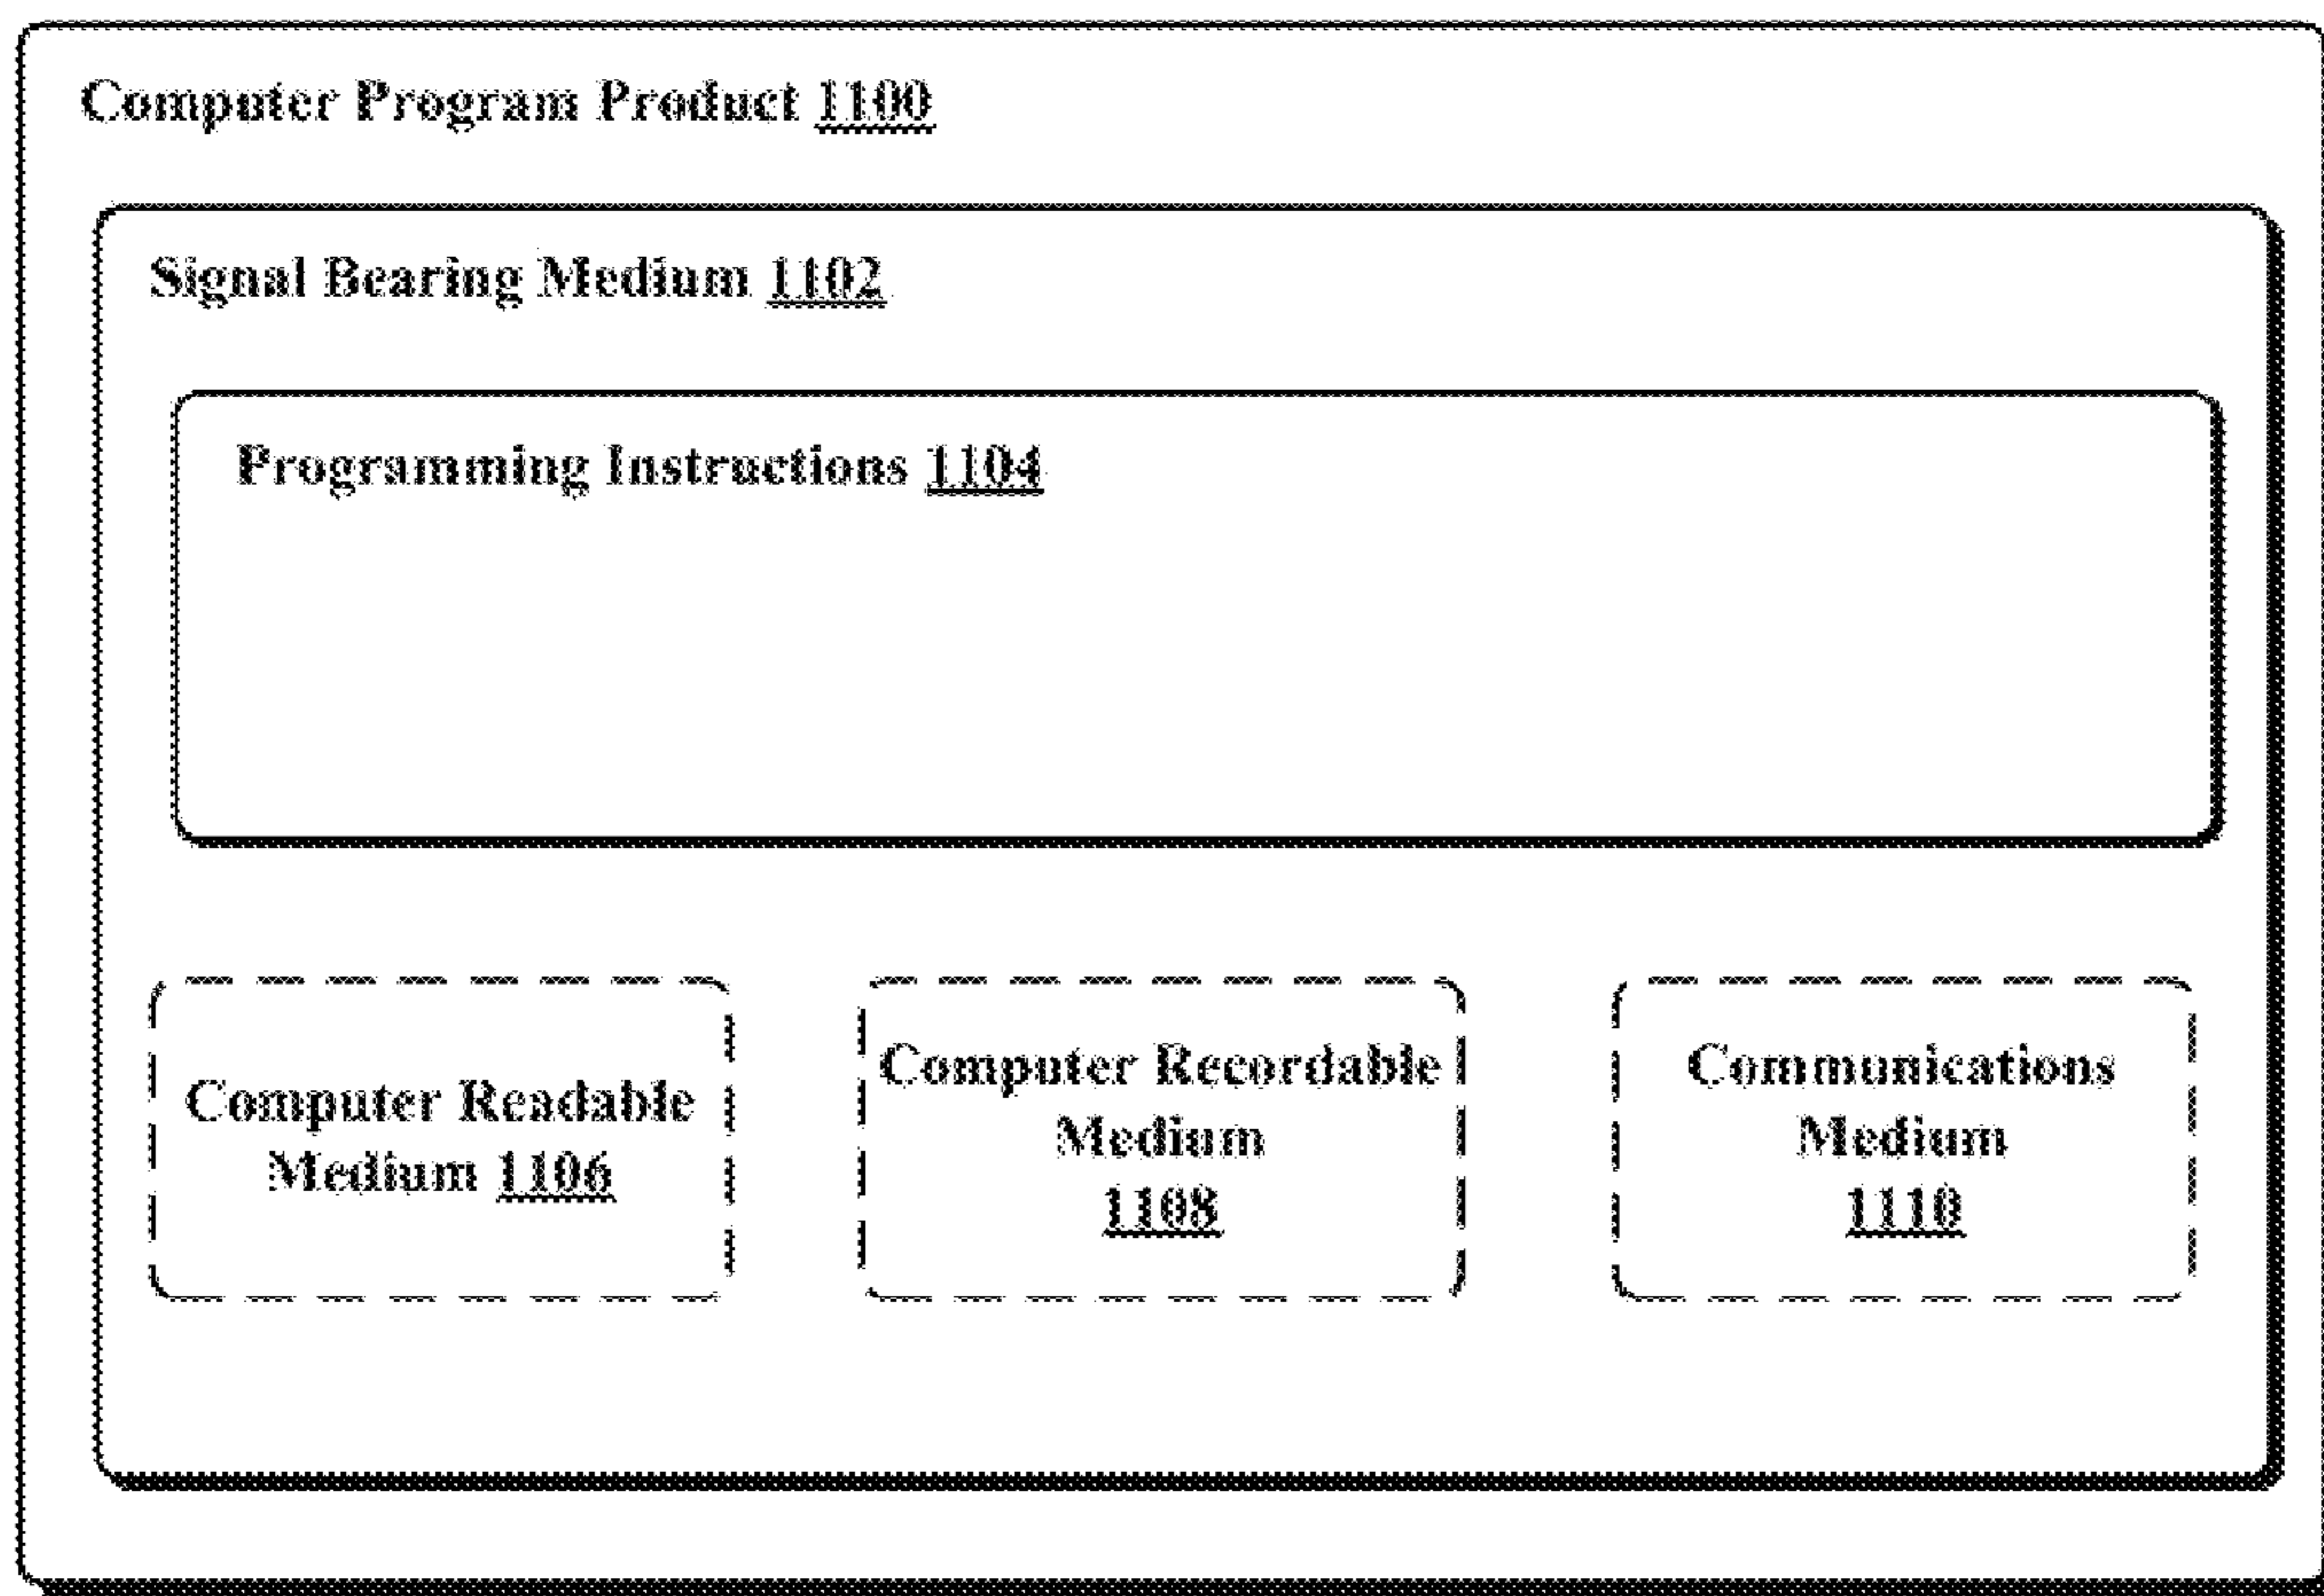 Computer Program Product 1100
Signal Bearing Medium 1102
Programming Instructions 1104
Computer Readable
Medium 1106
Computer Recordable
Medium
1108
Communications
Medium
1110